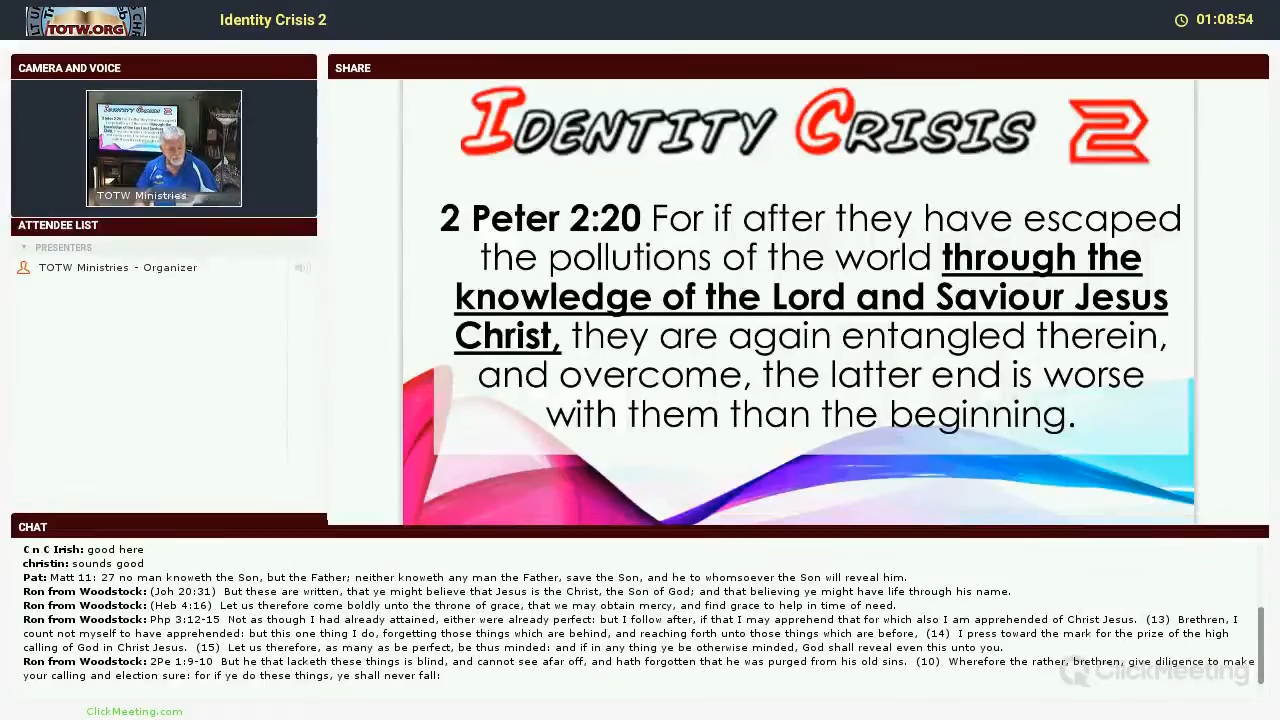 TOTW.ORG
Identity Crisis 2
01:08:54
CAMERA AND VOICE
TOTW Ministries
ATTENDEE LIST
PRESENTERS
TOTW Ministries - Organizer
SHARE
IDENTITY CRISIS 2
2 Peter 2:20 For if after they have escaped
the pollutions of the world through the
knowledge of the Lord and Saviour Jesus
Christ, they are again entangled therein,
and overcome, the latter end is worse
with them than the beginning.
CHAT
C n C Irish: good here
christin: sounds good
Pat: Matt 11: 27 no man knoweth the Son, but the Father; neither knoweth any man the Father, save the Son, and he to whomsoever the Son will reveal him.
Ron from Woodstock: (Joh 20:31) But these are written, that ye might believe that Jesus is the Christ, the Son of God; and that believing ye might have life through his name.
Ron from Woodstock: (Heb 4:16) Let us therefore come boldly unto the throne of grace, that we may obtain mercy, and find grace to help in time of need.
Ron from Woodstock: Php 3:12-15 Not as though I had already attained, either were already perfect: but I follow after, if that I may apprehend that for which also I am apprehended of Christ Jesus. (13) Brethren, I
count not myself to have apprehended: but this one thing I do, forgetting those things which are behind, and reaching forth unto those things which are before, (14) I press toward the mark for the prize of the high
calling of God in Christ Jesus. (15) Let us therefore, as many as be perfect, be thus minded: and if in any thing ye be otherwise minded, God shall reveal even this unto you.
Ron from Woodstock: 2Pe 1:9-10 But he that lacketh these things is blind, and cannot see afar off, and hath forgotten that he was purged from his old sins. (10) Wherefore the rather, brethren, give diligence to make
your calling and election sure: for if ye do these things, ye shall never fall:
ClickMeeting
ClickMeeting.com